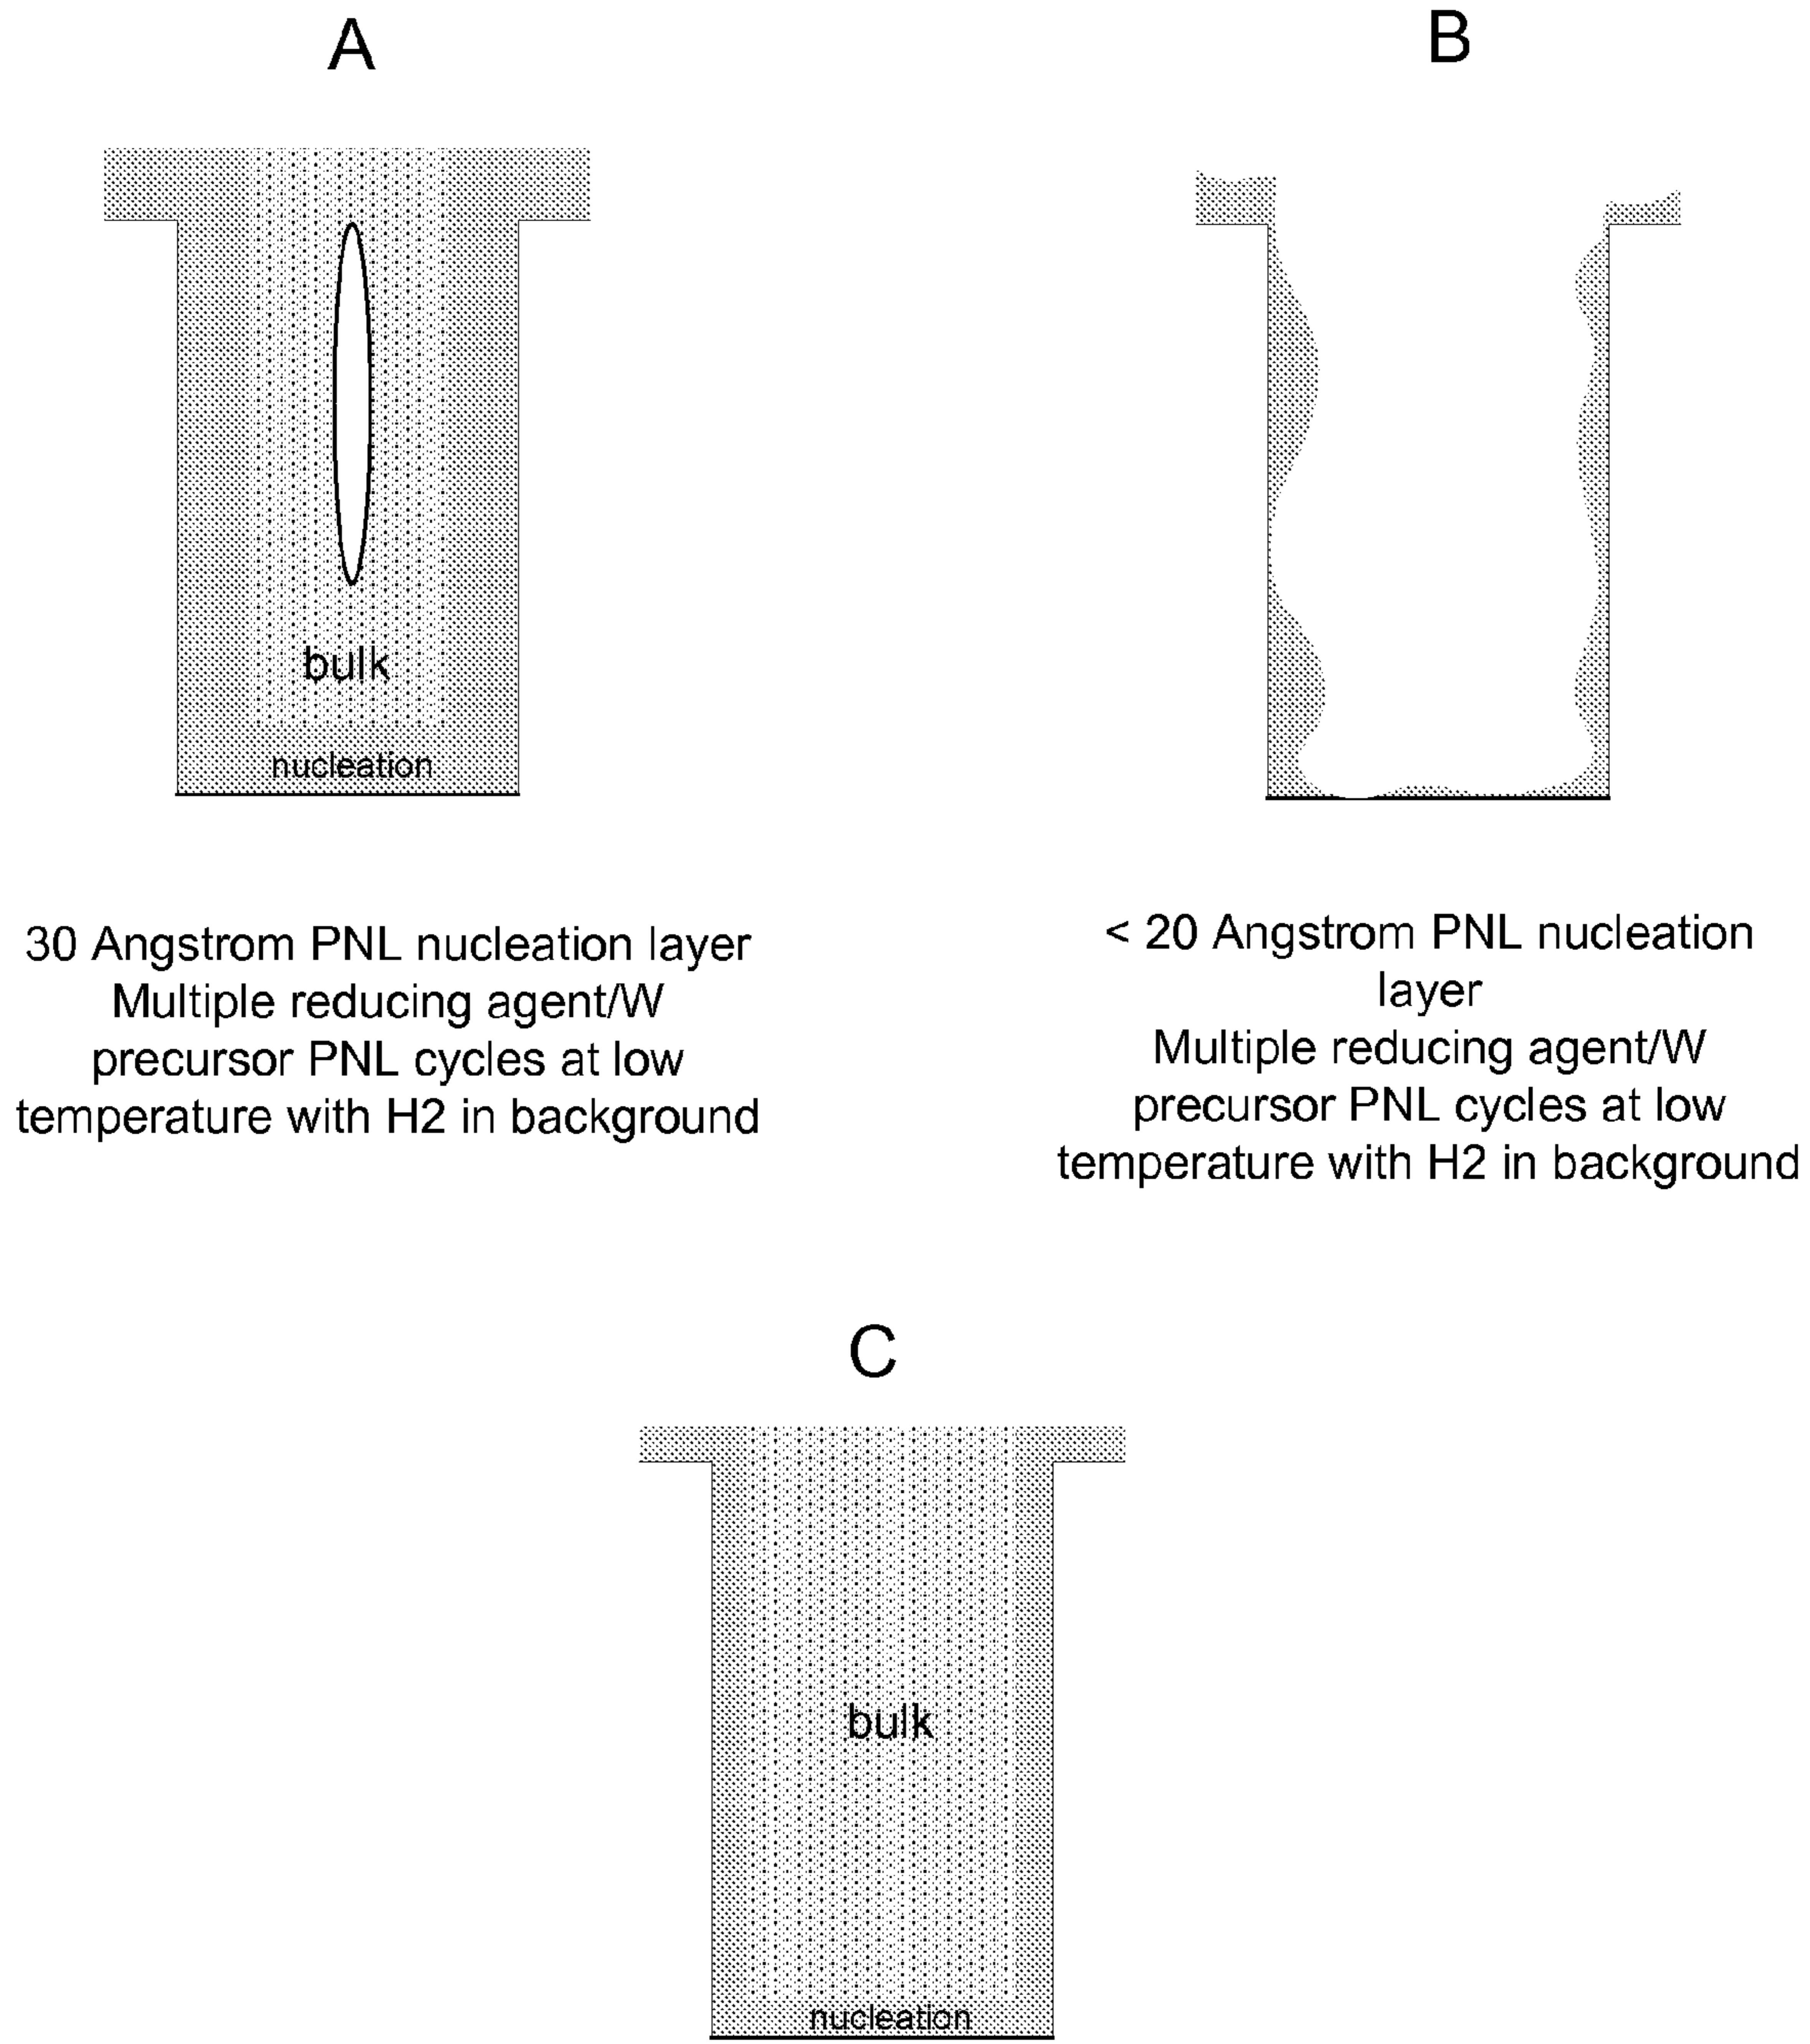 A
B
bulk
nucleation
30 Angstrom PNL nucleation layer
Multiple reducing agent/W
precursor PNL cycles at low
temperature with H2 in background
< 20 Angstrom PNL nucleation
layer
Multiple reducing agent/W
precursor PNL cycles at low
temperature with H2 in background
C
bulk
nucleation